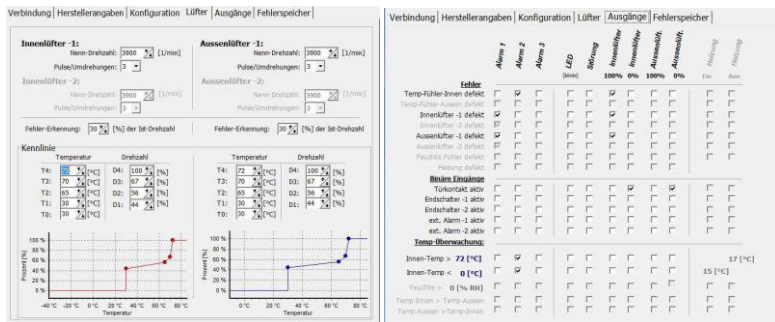 Verbindung Herstellerangaben Konfiguration Lüfter Ausgänge Fehlerspeicher
Innenlüfter -1:
Nenn-Drehzahl: 3900 [1/min]
Pulse/Umdrehungen: 3
Innenlüfter -2:
Nenn-Drehzahl: 3900 [1/min]
Pulse/Umdrehungen: 3
Aussenlüfter -1:
Nenn-Drehzahl: 3900 [1/min]
Pulse/Umdrehungen: 3
Aussenlüfter -2:
Nenn-Drehzahl: 3900 [1/min]
Pulse/Umdrehungen: 3
Fehler-Erkennung: 30 [%] der Ist-Drehzahl
Fehler-Erkennung: 30 [%] der Ist-Drehzahl
Kennlinie
Temperatur Drehzahl
T4: 72 [°C] D4: 100 [%]
T3: 70 [°C] D3: 67 [%]
T2: 65 [°C] D2: 56 [%]
T1: 30 [°C] D1: 44 [%]
T0: 30 [°C]
Temperatur Drehzahl
T4: 72 [°C] D4: 100 [%]
T3: 70 [°C] D3: 67 [%]
T2: 65 [°C] D2: 56 [%]
T1: 30 [°C] D1: 44 [%]
T0: 30 [°C]
Prozent [%]
100 %
80 %
60 %
40 %
20 %
0 %
-40 °C -20 °C 0 °C 20 °C 40 °C 60 °C 80 °C
Temperatur
Prozent [%]
100 %
80 %
60 %
40 %
20 %
0 %
0 °C 20 °C 40 °C 60 °C 80 °C
Temperatur
Verbindung Herstellerangaben Konfiguration Lüfter Ausgänge Fehlerspeicher
Alarm 1 Alarm 2 Alarm 3 LED Störung Innenlüfter Innenlüfter Aussenlüft. Aussenlüft. Heizung Heizung
(blinkt) 100% 0% 100% 0% Ein Aus
Fehler
Temp-Fühler-Innen defekt
Temp-Fühler-Aussen defekt
Innenlüfter -1 defekt
Innenlüfter -2 defekt
Aussenlüfter -1 defekt
Aussenlüfter -2 defekt
Feuchte Fühler defekt
Heizung defekt
Binäre Eingänge
Türkontakt aktiv
Endschalter -1 aktiv
Endschalter -2 aktiv
ext. Alarm -1 aktiv
ext. Alarm -2 aktiv
Temp-Überwachung:
Innen-Temp > 72 [°C] 17 [°C]
Innen-Temp < 0 [°C] 15 [°C]
Feuchte > 0 [% RH]
Temp-Innen > Temp-Aussen
Temp-Aussen > Temp-Innen